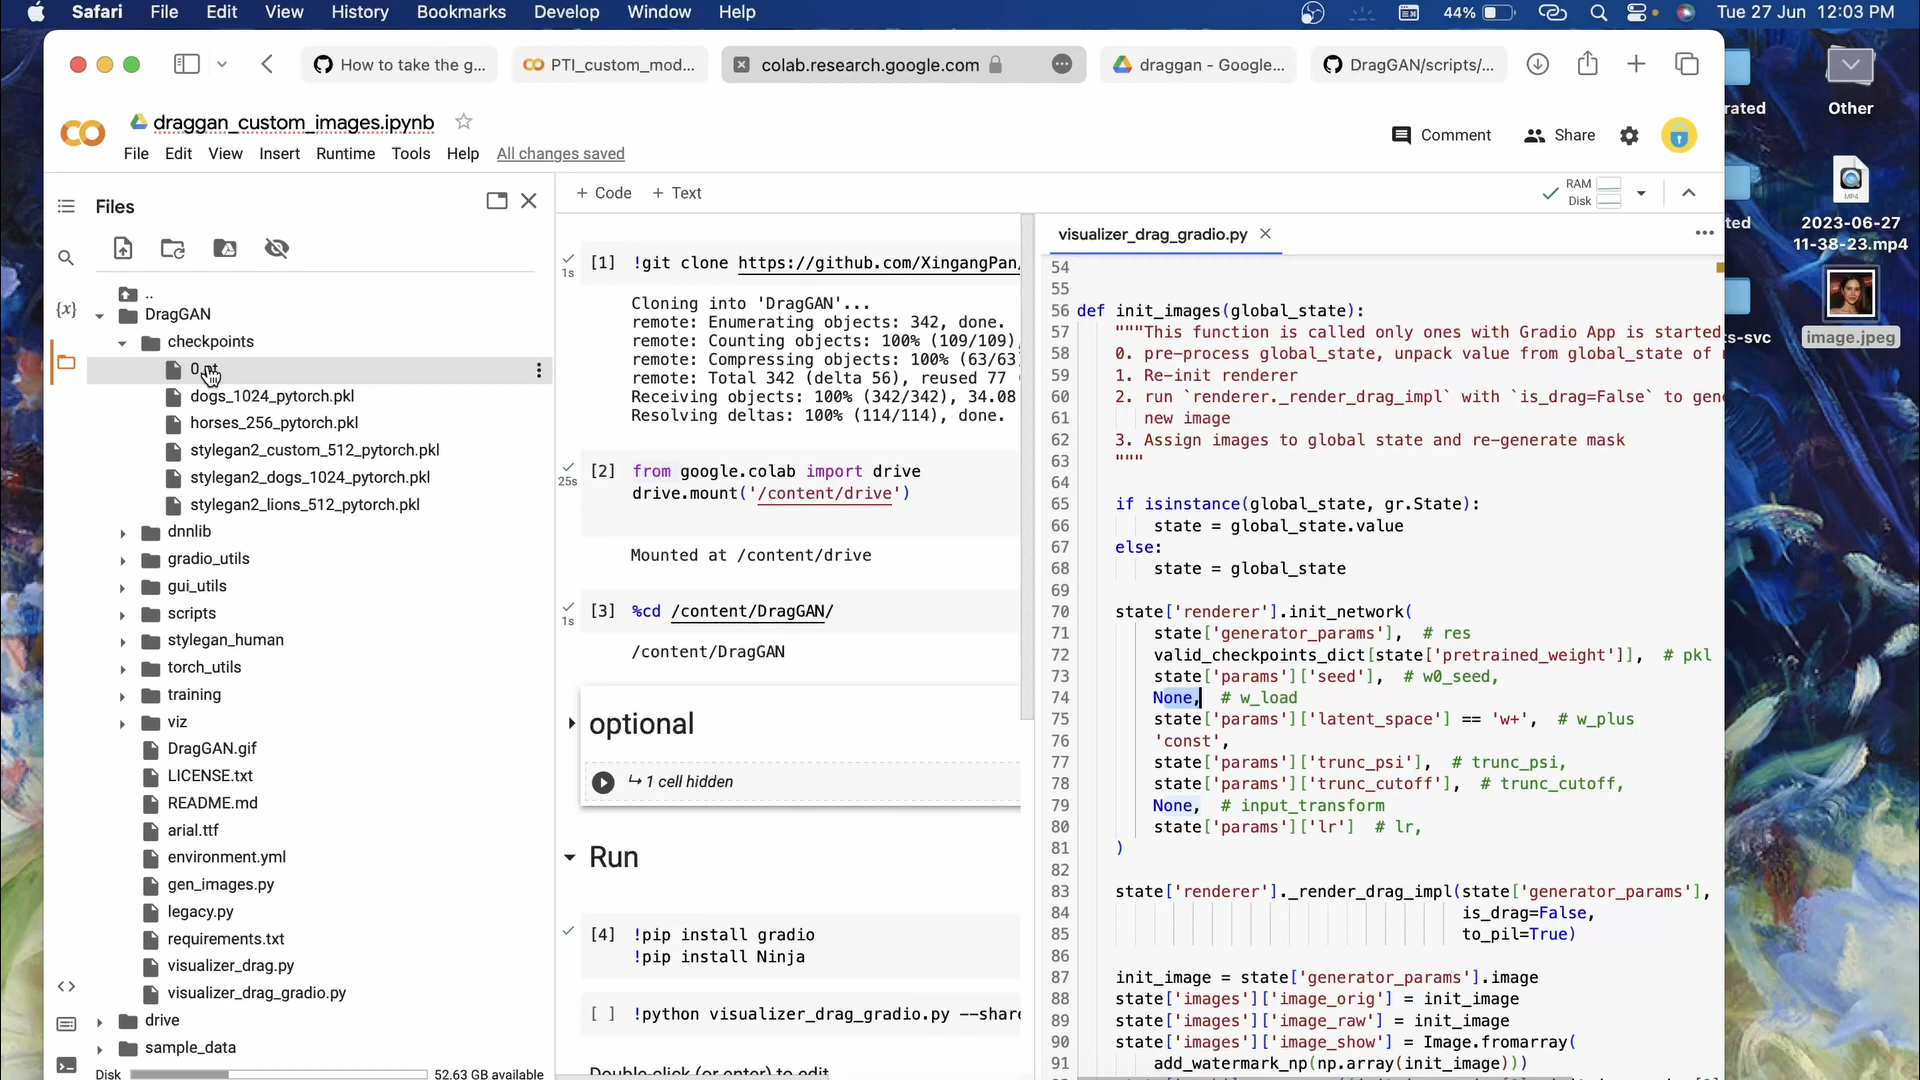 Safari File Edit View History Bookmarks Develop Window Help 44% Tue 27 Jun 12:03 PM
How to take the g... PTI_custom_mod... colab.research.google.com draggan - Google... DragGAN/scripts/...
rated Other
draggan_custom_images.ipynb
Comment Share
File Edit View Insert Runtime Tools Help All changes saved
Files
+ Code + Text
RAM
Disk
MP4
ted 2023-06-27
11-38-23.mp4
ks-svc image.jpeg
{x}
..
DragGAN
checkpoints
dogs_1024_pytorch.pkl
horses_256_pytorch.pkl
stylegan2_custom_512_pytorch.pkl
stylegan2_dogs_1024_pytorch.pkl
stylegan2_lions_512_pytorch.pkl
dnnlib
gradio_utils
gui_utils
scripts
stylegan_human
torch_utils
training
viz
DragGAN.gif
LICENSE.txt
README.md
arial.ttf
environment.yml
gen_images.py
legacy.py
requirements.txt
visualizer_drag.py
visualizer_drag_gradio.py
drive
sample_data
Disk 52.63 GB available
1s [1] !git clone https://github.com/XingangPan/
Cloning into 'DragGAN'...
remote: Enumerating objects: 342, done.
remote: Counting objects: 100% (109/109),
remote: Compressing objects: 100% (63/63)
remote: Total 342 (delta 56), reused 77
Receiving objects: 100% (342/342), 34.08
Resolving deltas: 100% (114/114), done.
25s [2] from google.colab import drive
drive.mount('/content/drive')
Mounted at /content/drive
1s [3] %cd /content/DragGAN/
/content/DragGAN
optional
1 cell hidden
Run
[4] !pip install gradio
!pip install Ninja
[ ] !python visualizer_drag_gradio.py --share
Double-click (or enter) to edit
visualizer_drag_gradio.py
54
55
56 def init_images(global_state):
57 """This function is called only ones with Gradio App is started
58 0. pre-process global_state, unpack value from global_state of
59 1. Re-init renderer
60 2. run `renderer._render_drag_impl` with `is_drag=False` to gene
61 new image
62 3. Assign images to global state and re-generate mask
63 """
64
65 if isinstance(global_state, gr.State):
66 state = global_state.value
67 else:
68 state = global_state
69
70 state['renderer'].init_network(
71 state['generator_params'], # res
72 valid_checkpoints_dict[state['pretrained_weight']], # pkl
73 state['params']['seed'], # w0_seed,
74 None, # w_load
75 state['params']['latent_space'] == 'w+', # w_plus
76 'const',
77 state['params']['trunc_psi'], # trunc_psi,
78 state['params']['trunc_cutoff'], # trunc_cutoff,
79 None, # input_transform
80 state['params']['lr'] # lr,
81 )
82
83 state['renderer']._render_drag_impl(state['generator_params'],
84 is_drag=False,
85 to_pil=True)
86
87 init_image = state['generator_params'].image
88 state['images']['image_orig'] = init_image
89 state['images']['image_raw'] = init_image
90 state['images']['image_show'] = Image.fromarray(
91 add_watermark_np(np.array(init_image)))